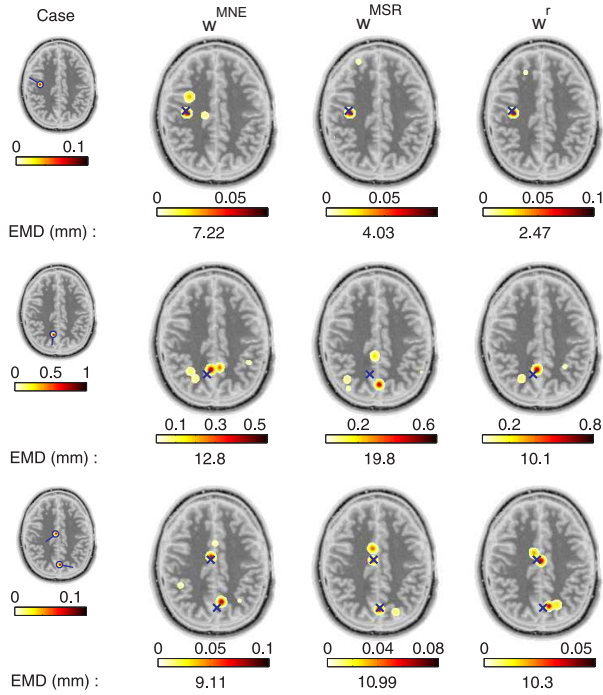 Case w^MNE w^MSR w^r
0 0.1
0 0.05 0 0.05 0 0.05 0.1
EMD (mm) : 7.22 4.03 2.47
0 0.5 1
0.1 0.3 0.5 0.2 0.6 0.2 0.8
EMD (mm) : 12.8 19.8 10.1
0 0.1
0 0.05 0.1 0 0.04 0.08 0 0.05
EMD (mm) : 9.11 10.99 10.3